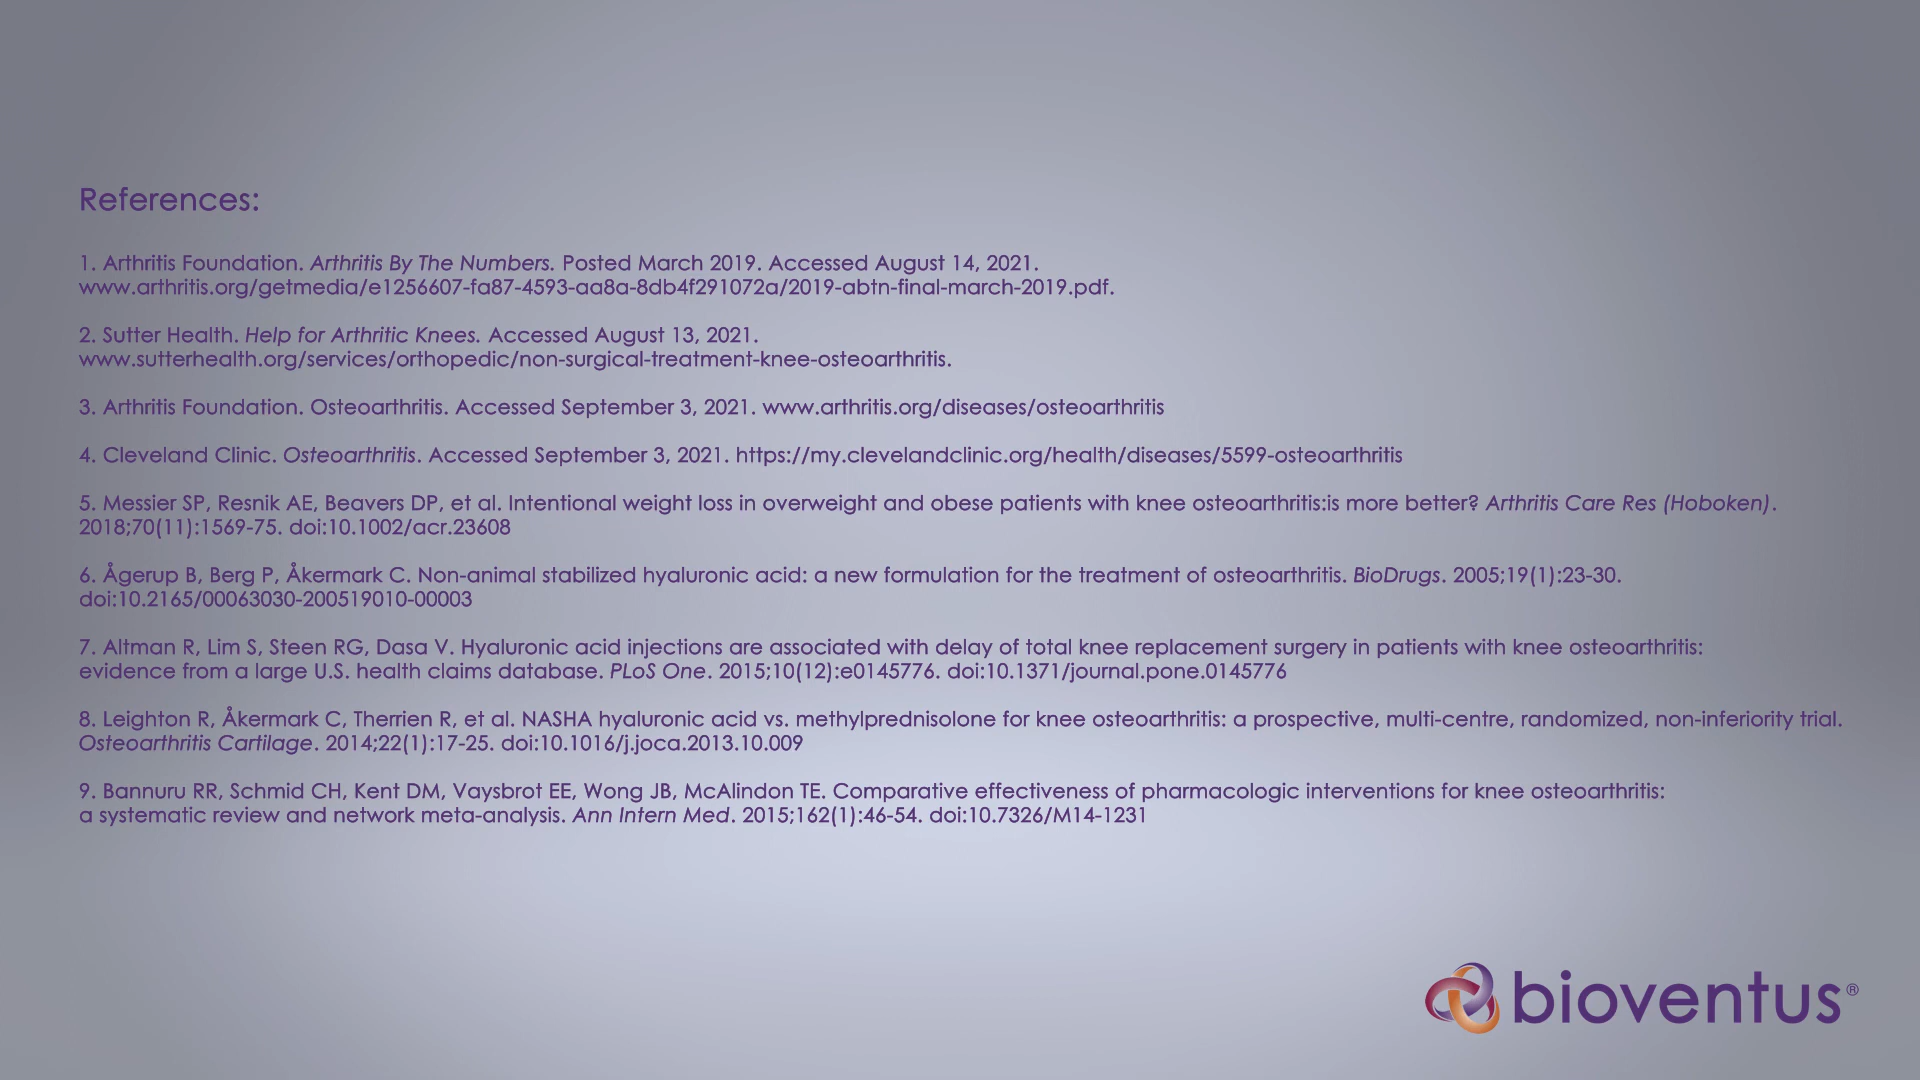 References:
1. Arthritis Foundation. Arthritis By The Numbers. Posted March 2019. Accessed August 14, 2021.
www.arthritis.org/getmedia/e1256607-fa87-4593-aa8a-8db4f291072a/2019-abtn-final-march-2019.pdf.
2. Sutter Health. Help for Arthritic Knees. Accessed August 13, 2021.
www.sutterhealth.org/services/orthopedic/non-surgical-treatment-knee-osteoarthritis.
3. Arthritis Foundation. Osteoarthritis. Accessed September 3, 2021. www.arthritis.org/diseases/osteoarthritis
4. Cleveland Clinic. Osteoarthritis. Accessed September 3, 2021. https://my.clevelandclinic.org/health/diseases/5599-osteoarthritis
5. Messier SP, Resnik AE, Beavers DP, et al. Intentional weight loss in overweight and obese patients with knee osteoarthritis:is more better? Arthritis Care Res (Hoboken).
2018;70(11):1569-75. doi:10.1002/acr.23608
6. Ågerup B, Berg P, Åkermark C. Non-animal stabilized hyaluronic acid: a new formulation for the treatment of osteoarthritis. BioDrugs. 2005;19(1):23-30.
doi:10.2165/00063030-200519010-00003
7. Altman R, Lim S, Steen RG, Dasa V. Hyaluronic acid injections are associated with delay of total knee replacement surgery in patients with knee osteoarthritis:
evidence from a large U.S. health claims database. PLoS One. 2015;10(12):e0145776. doi:10.1371/journal.pone.0145776
8. Leighton R, Åkermark C, Therrien R, et al. NASHA hyaluronic acid vs. methylprednisolone for knee osteoarthritis: a prospective, multi-centre, randomized, non-inferiority trial.
Osteoarthritis Cartilage. 2014;22(1):17-25. doi:10.1016/j.joca.2013.10.009
9. Bannuru RR, Schmid CH, Kent DM, Vaysbrot EE, Wong JB, McAlindon TE. Comparative effectiveness of pharmacologic interventions for knee osteoarthritis:
a systematic review and network meta-analysis. Ann Intern Med. 2015;162(1):46-54. doi:10.7326/M14-1231
bioventus®